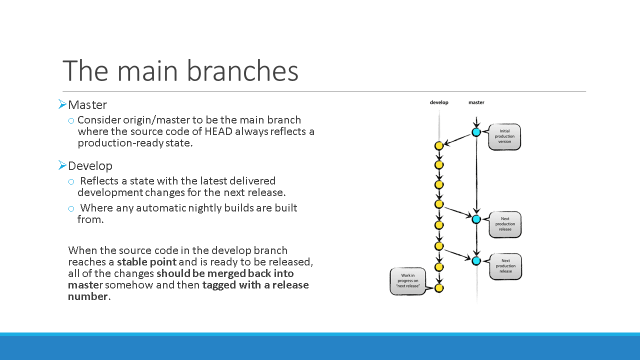 The main branches
Master
Consider origin/master to be the main branch
where the source code of HEAD always reflects a
production-ready state.
Develop
Reflects a state with the latest delivered
development changes for the next release.
Where any automatic nightly builds are built
from.
When the source code in the develop branch
reaches a stable point and is ready to be released,
all of the changes should be merged back into
master somehow and then tagged with a release
number.
develop
master
Initial
production
version
Next
production
release
Next
production
release
Work in
progress on
"next release"